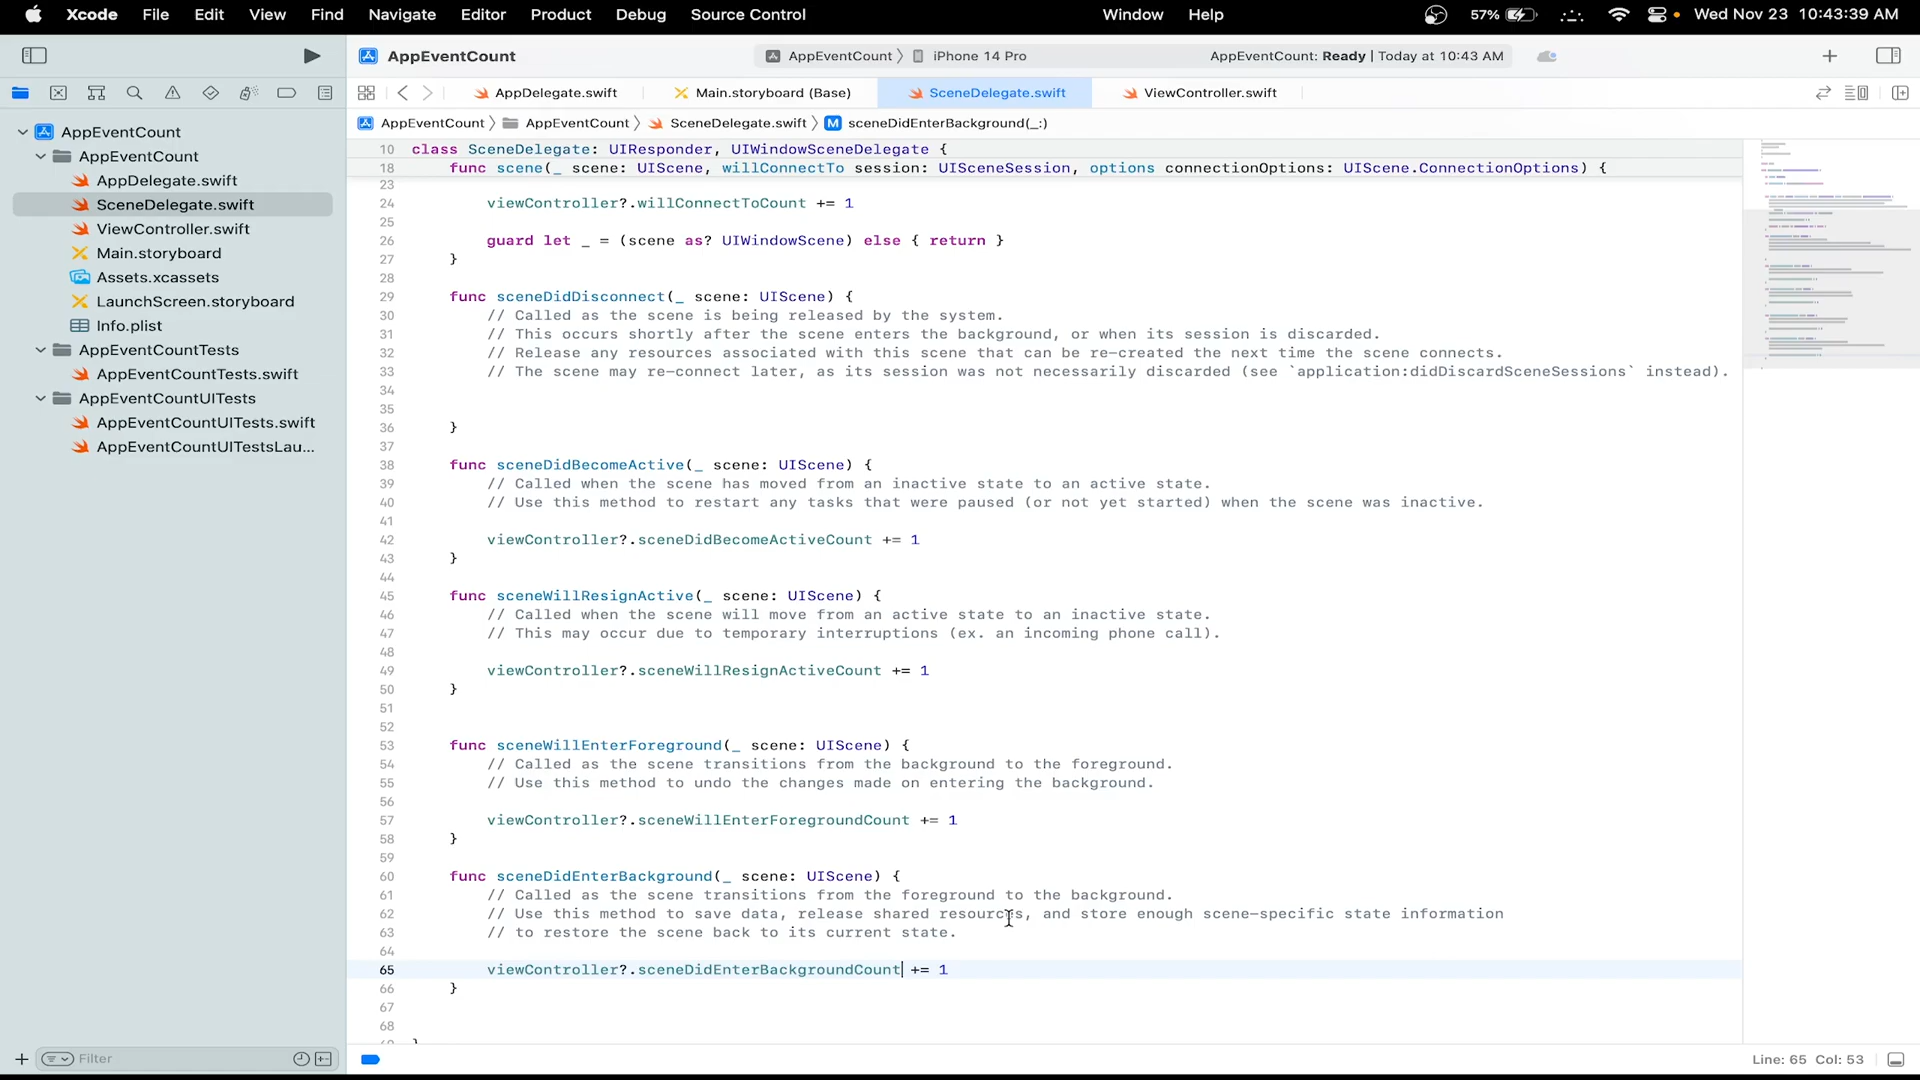 Xcode File Edit View Find Navigate Editor Product Debug Source Control Window Help 57% Wed Nov 23 10:43:39 AM
AppEventCount AppEventCount iPhone 14 Pro AppEventCount: Ready | Today at 10:43 AM
AppDelegate.swift Main.storyboard (Base) SceneDelegate.swift ViewController.swift
AppEventCount AppEventCount SceneDelegate.swift M sceneDidEnterBackground(_:)
AppEventCount
AppEventCount
AppDelegate.swift
SceneDelegate.swift
ViewController.swift
Main.storyboard
Assets.xcassets
LaunchScreen.storyboard
Info.plist
AppEventCountTests
AppEventCountTests.swift
AppEventCountUITests
AppEventCountUITests.swift
AppEventCountUITestsLau...
Filter
10 class SceneDelegate: UIResponder, UIWindowSceneDelegate {
18 func scene(_ scene: UIScene, willConnectTo session: UISceneSession, options connectionOptions: UIScene.ConnectionOptions) {
23
24 viewController?.willConnectToCount += 1
25
26 guard let _ = (scene as? UIWindowScene) else { return }
27 }
28
29 func sceneDidDisconnect(_ scene: UIScene) {
30 // Called as the scene is being released by the system.
31 // This occurs shortly after the scene enters the background, or when its session is discarded.
32 // Release any resources associated with this scene that can be re-created the next time the scene connects.
33 // The scene may re-connect later, as its session was not necessarily discarded (see `application:didDiscardSceneSessions` instead).
34
35
36 }
37
38 func sceneDidBecomeActive(_ scene: UIScene) {
39 // Called when the scene has moved from an inactive state to an active state.
40 // Use this method to restart any tasks that were paused (or not yet started) when the scene was inactive.
41
42 viewController?.sceneDidBecomeActiveCount += 1
43 }
44
45 func sceneWillResignActive(_ scene: UIScene) {
46 // Called when the scene will move from an active state to an inactive state.
47 // This may occur due to temporary interruptions (ex. an incoming phone call).
48
49 viewController?.sceneWillResignActiveCount += 1
50 }
51
52
53 func sceneWillEnterForeground(_ scene: UIScene) {
54 // Called as the scene transitions from the background to the foreground.
55 // Use this method to undo the changes made on entering the background.
56
57 viewController?.sceneWillEnterForegroundCount += 1
58 }
59
60 func sceneDidEnterBackground(_ scene: UIScene) {
61 // Called as the scene transitions from the foreground to the background.
62 // Use this method to save data, release shared resources, and store enough scene-specific state information
63 // to restore the scene back to its current state.
64
65 viewController?.sceneDidEnterBackgroundCount += 1
66 }
67
68
Line: 65 Col: 53